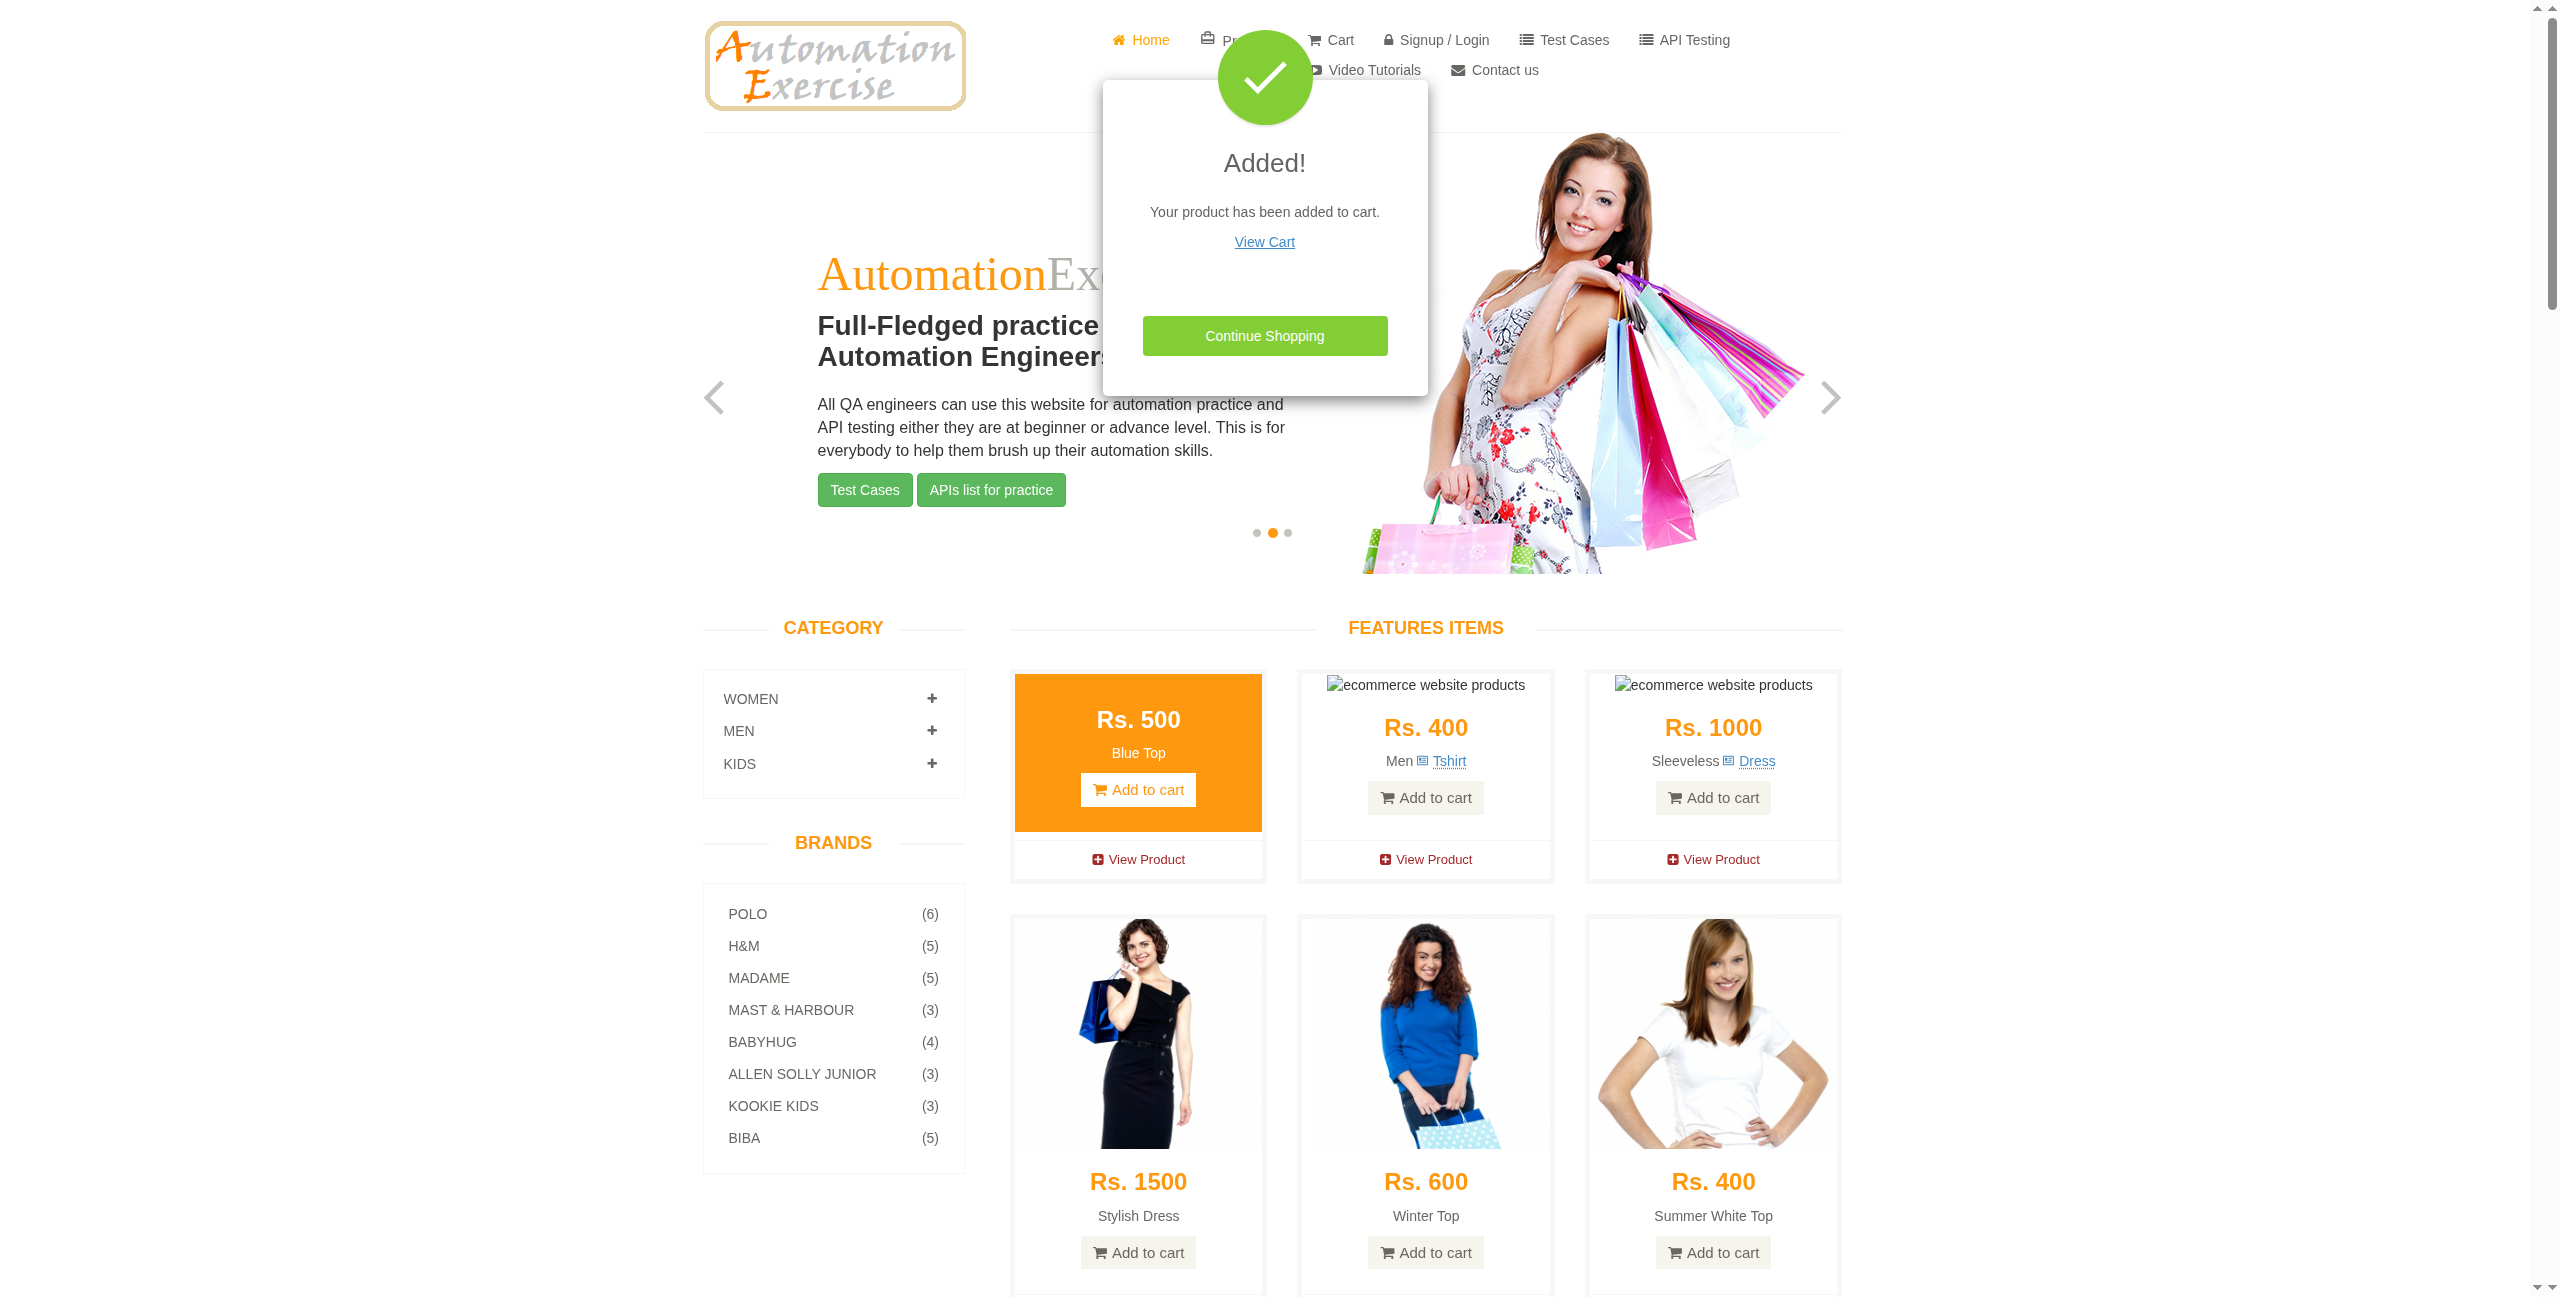 Automation
Exercise
Home
Cart
Signup / Login
Test Cases
API Testing
Video Tutorials
Contact us
Added!
Your product has been added to cart.
View Cart
Continue Shopping
Automation
Full-Fledged practice
Automation
All QA engineers can use this website for automation practice and
API testing either they are at beginner or advance level. This is for
everybody to help them brush up their automation skills.
Test Cases
APIs list for practice
CATEGORY
WOMEN
MEN
KIDS
BRANDS
POLO (6)
H&M (5)
MADAME (5)
MAST & HARBOUR (3)
BABYHUG (4)
ALLEN SOLLY JUNIOR (3)
KOOKIE KIDS (3)
BIBA (5)
FEATURES ITEMS
Rs. 500
Blue Top
Add to cart
View Product
ecommerce website products
Rs. 400
Men Tshirt
Add to cart
View Product
ecommerce website products
Rs. 1000
Sleeveless Dress
Add to cart
View Product
Rs. 1500
Stylish Dress
Add to cart
Rs. 600
Winter Top
Add to cart
Rs. 400
Summer White Top
Add to cart